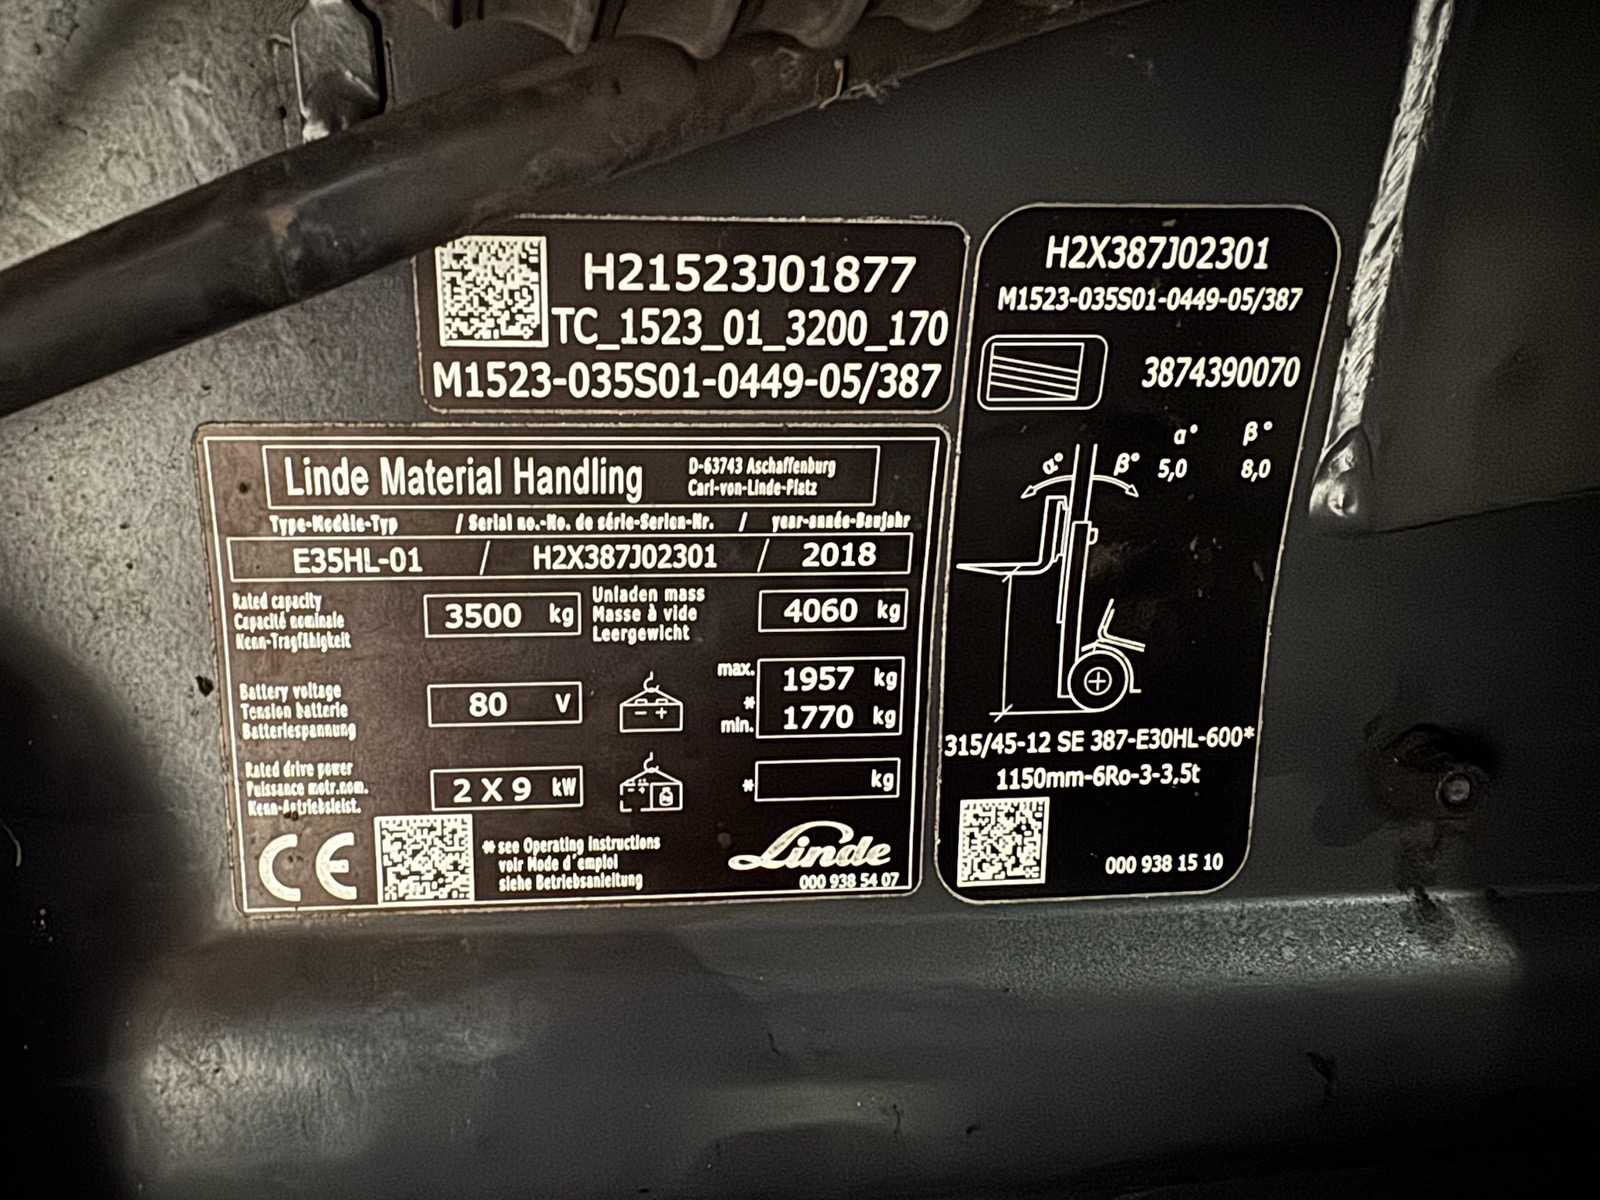 H21523J01877
TC_1523_01_3200_170
M1523-035S01-0449-05/387
Linde Material Handling
D-63743 Aschaffenburg
Carl-von-Linde-Platz
Type-Modèle-Typ / Serial no.-No. de série-Serien-Nr. / year-année-Baujahr
E35HL-01 / H2X387J02301 / 2018
Rated capacity
Capacité nominale
Nenn-Tragfähigkeit
3500 kg
Unladen mass
Masse à vide
Leergewicht
4060 kg
Battery voltage
Tension batterie
Batteriespannung
80 V
max. 1957 kg
*
min. 1770 kg
Rated drive power
Puissance motr.nom.
Nenn-Antriebsleist.
2 X 9 kW
* kg
CE
* see Operating instructions
voir Mode d'emploi
siehe Betriebsanleitung
Linde
000 938 54 07
H2X387J02301
M1523-035S01-0449-05/387
3874390070
α° β°
5,0 8,0
α° β°
315/45-12 SE 387-E30HL-600*
1150mm-6Ro-3-3,5t
000 938 15 10